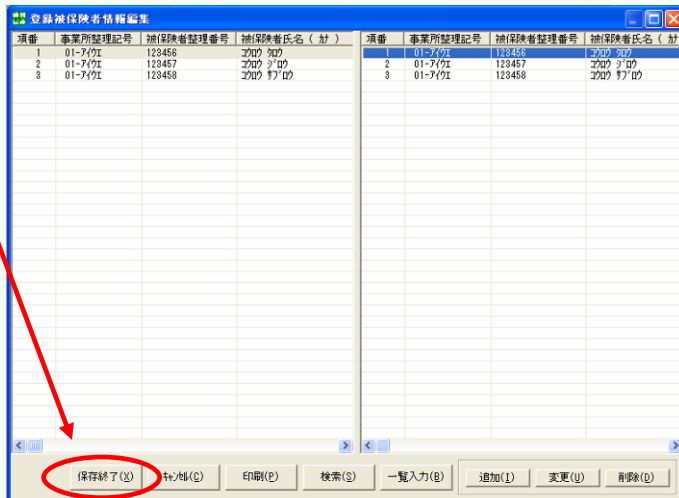 登録被保険者情報編集
項番 事業所整理記号 被保険者整理番号 被保険者氏名（カナ） 項番 事業所整理記号 被保険者整理番号 被保険者氏名（カナ
1 01-アイウエ 123456 コウロウ タロウ 1 01-アイウエ 123456 コウロウ タロウ
2 01-アイウエ 123457 コウロウ ジロウ 2 01-アイウエ 123457 コウロウ ジロウ
3 01-アイウエ 123458 コウロウ サブロウ 3 01-アイウエ 123458 コウロウ サブロウ
保存終了(X) キャンセル(C) 印刷(P) 検索(S) 一覧入力(B) 追加(I) 変更(U) 削除(D)